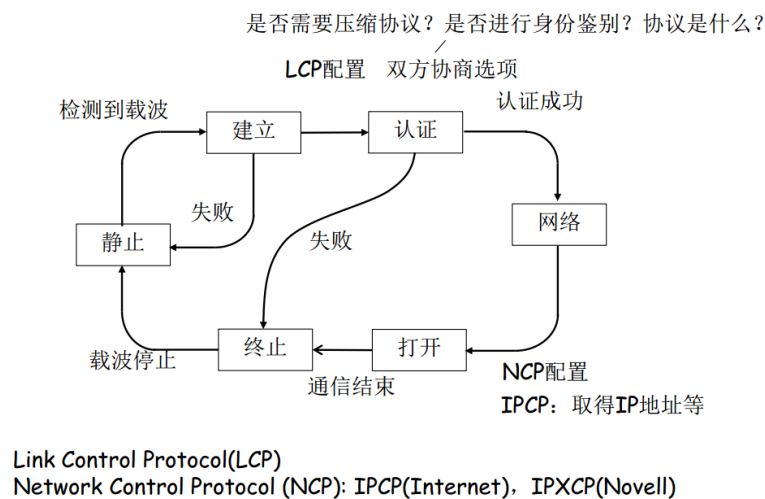 是否需要压缩协议？是否进行身份鉴别？协议是什么？
LCP配置 双方协商选项
检测到载波
认证成功
建立
认证
失败
网络
静止
失败
终止
打开
载波停止
通信结束
NCP配置
IPCP：取得IP地址等
Link Control Protocol(LCP)
Network Control Protocol (NCP): IPCP(Internet)，IPXCP(Novell)